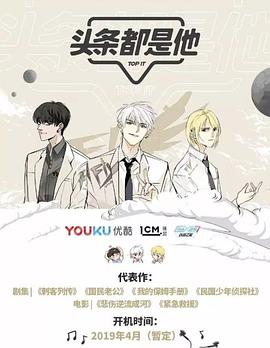 头条都是他
TOP IT
YOUKU 优酷
1CM
代表作:
剧集|《刺客列传》《国民老公》《我的保姆手册》《民国少年侦探社》
电影|《悲伤逆流成河》《紧急救援》
开机时间:
2019年4月（暂定）